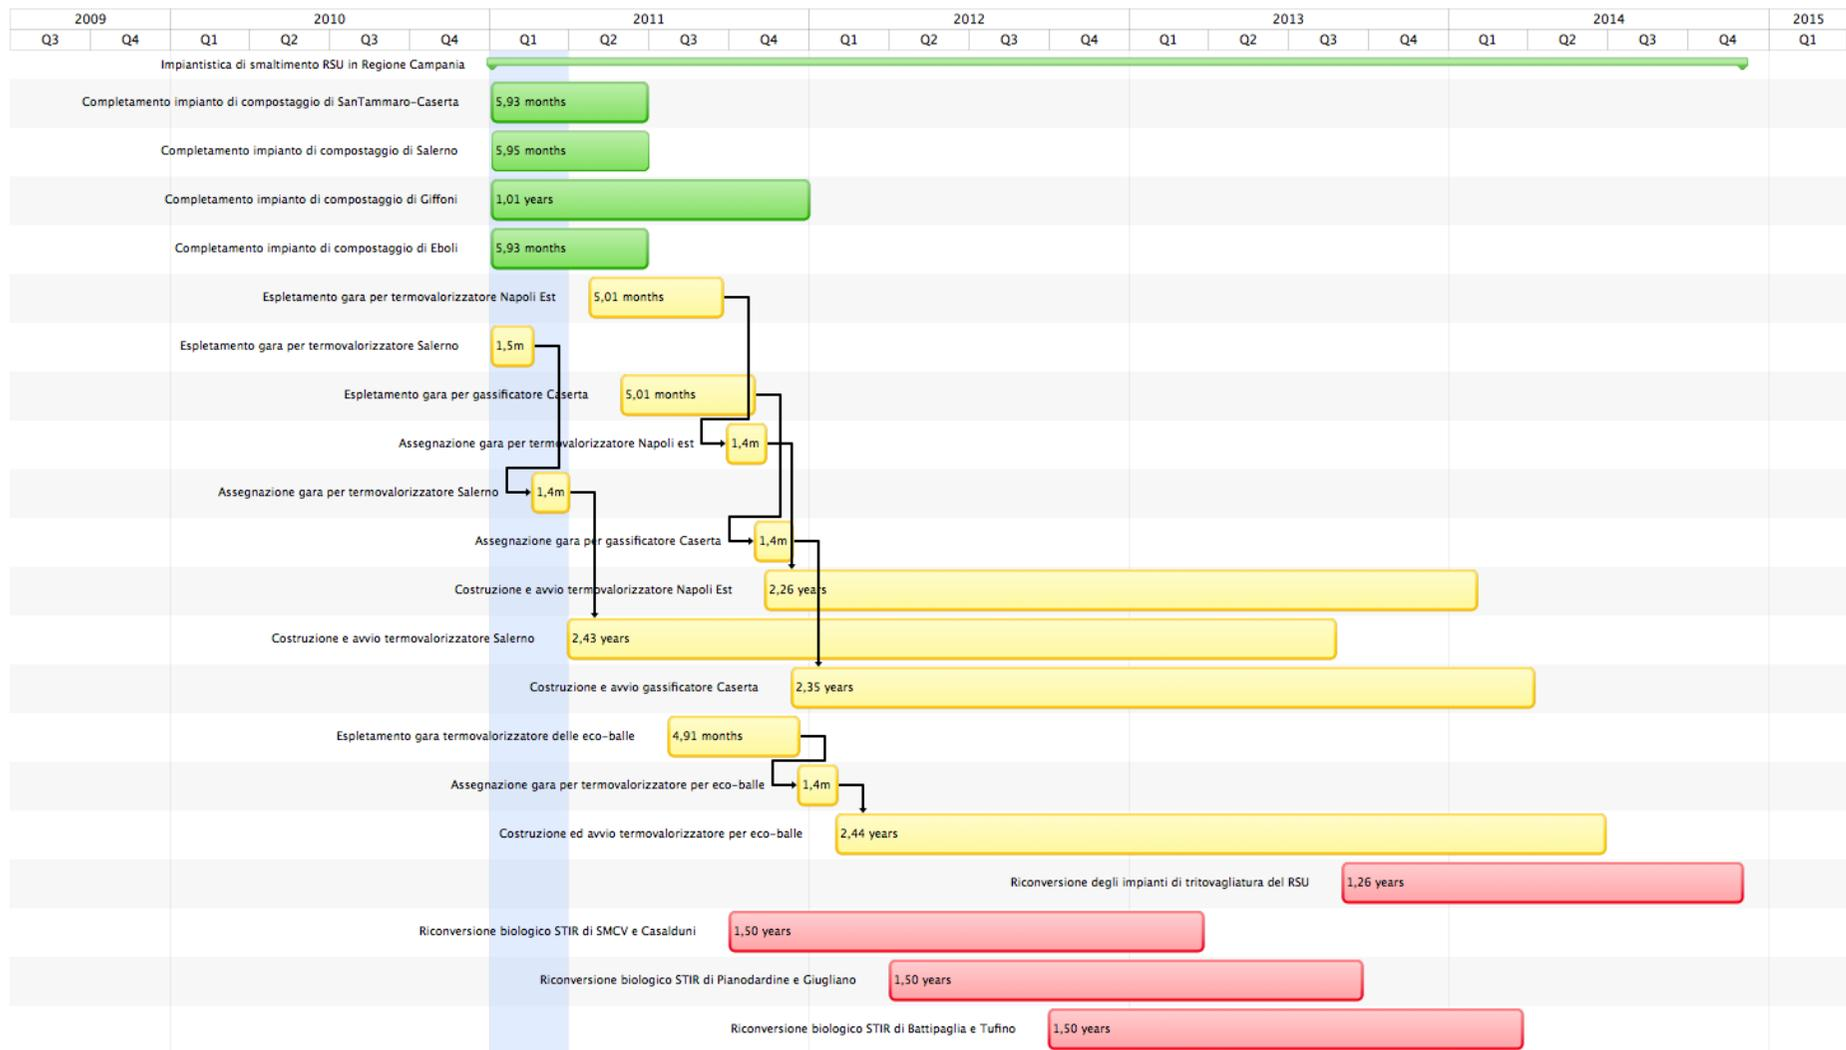 2009 2010 2011 2012 2013 2014 2015
Q3 Q4 Q1 Q2 Q3 Q4 Q1 Q2 Q3 Q4 Q1 Q2 Q3 Q4 Q1 Q2 Q3 Q4 Q1 Q2 Q3 Q4 Q1
Impiantistica di smaltimento RSU in Regione Campania
Completamento impianto di compostaggio di SanTammaro-Caserta 5,93 months
Completamento impianto di compostaggio di Salerno 5,95 months
Completamento impianto di compostaggio di Giffoni 1,01 years
Completamento impianto di compostaggio di Eboli 5,93 months
Espletamento gara per termovalorizzatore Napoli Est 5,01 months
Espletamento gara per termovalorizzatore Salerno 1,5m
Espletamento gara per gassificatore Caserta 5,01 months
Assegnazione gara per termovalorizzatore Napoli est 1,4m
Assegnazione gara per termovalorizzatore Salerno 1,4m
Assegnazione gara per gassificatore Caserta 1,4m
Costruzione e avvio termovalorizzatore Napoli Est 2,26 years
Costruzione e avvio termovalorizzatore Salerno 2,43 years
Costruzione e avvio gassificatore Caserta 2,35 years
Espletamento gara termovalorizzatore delle eco-balle 4,91 months
Assegnazione gara per termovalorizzatore per eco-balle 1,4m
Costruzione ed avvio termovalorizzatore per eco-balle 2,44 years
Riconversione degli impianti di tritovagliatura del RSU 1,26 years
Riconversione biologico STIR di SMCV e Casalduni 1,50 years
Riconversione biologico STIR di Pianodardine e Giugliano 1,50 years
Riconversione biologico STIR di Battipaglia e Tufino 1,50 years